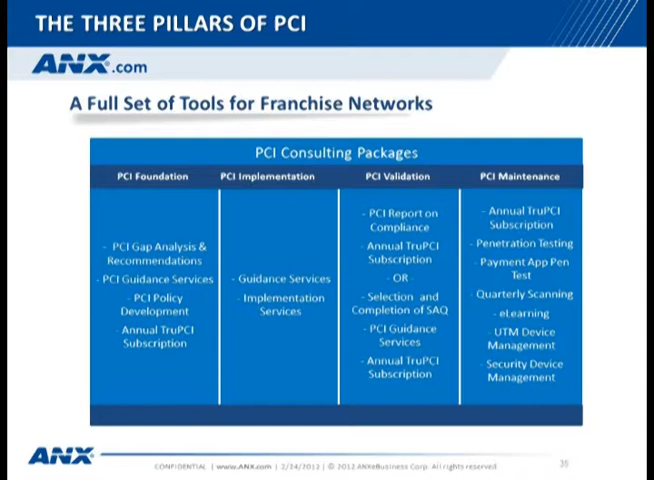 THE THREE PILLARS OF PCI
ANX.com
A Full Set of Tools for Franchise Networks
PCI Consulting Packages
PCI Foundation
- PCI Gap Analysis &
Recommendations
- PCI Guidance Services
- PCI Policy
Development
- Annual TruPCI
Subscription
PCI Implementation
- Guidance Services
- Implementation
Services
PCI Validation
- PCI Report on
Compliance
- Annual TruPCI
Subscription
- OR -
- Selection and
Completion of SAQ
- PCI Guidance
Services
- Annual TruPCI
Subscription
PCI Maintenance
- Annual TruPCI
Subscription
- Penetration Testing
- Payment App Pen
Test
- Quarterly Scanning
- eLearning
- UTM Device
Management
- Security Device
Management
ANX
CONFIDENTIAL | www.ANX.com | 2/24/2012 | © 2012 ANXeBusiness Corp. All rights reserved